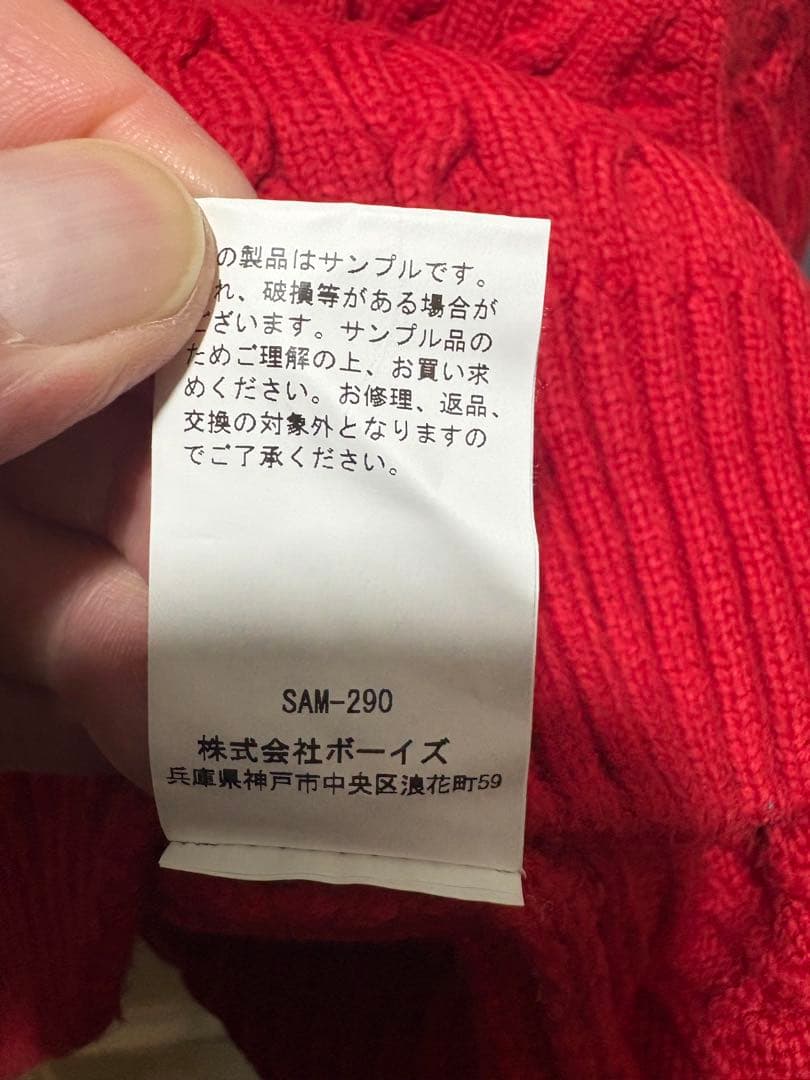 の製品はサンプルです。
れ、破損等がある場合が
ございます。サンプル品の
ためご理解の上、お買い求
めください。お修理、返品、
交換の対象外となりますの
でご了承ください。
SAM-290
株式会社ボーイズ
兵庫県神戸市中央区浪花町59